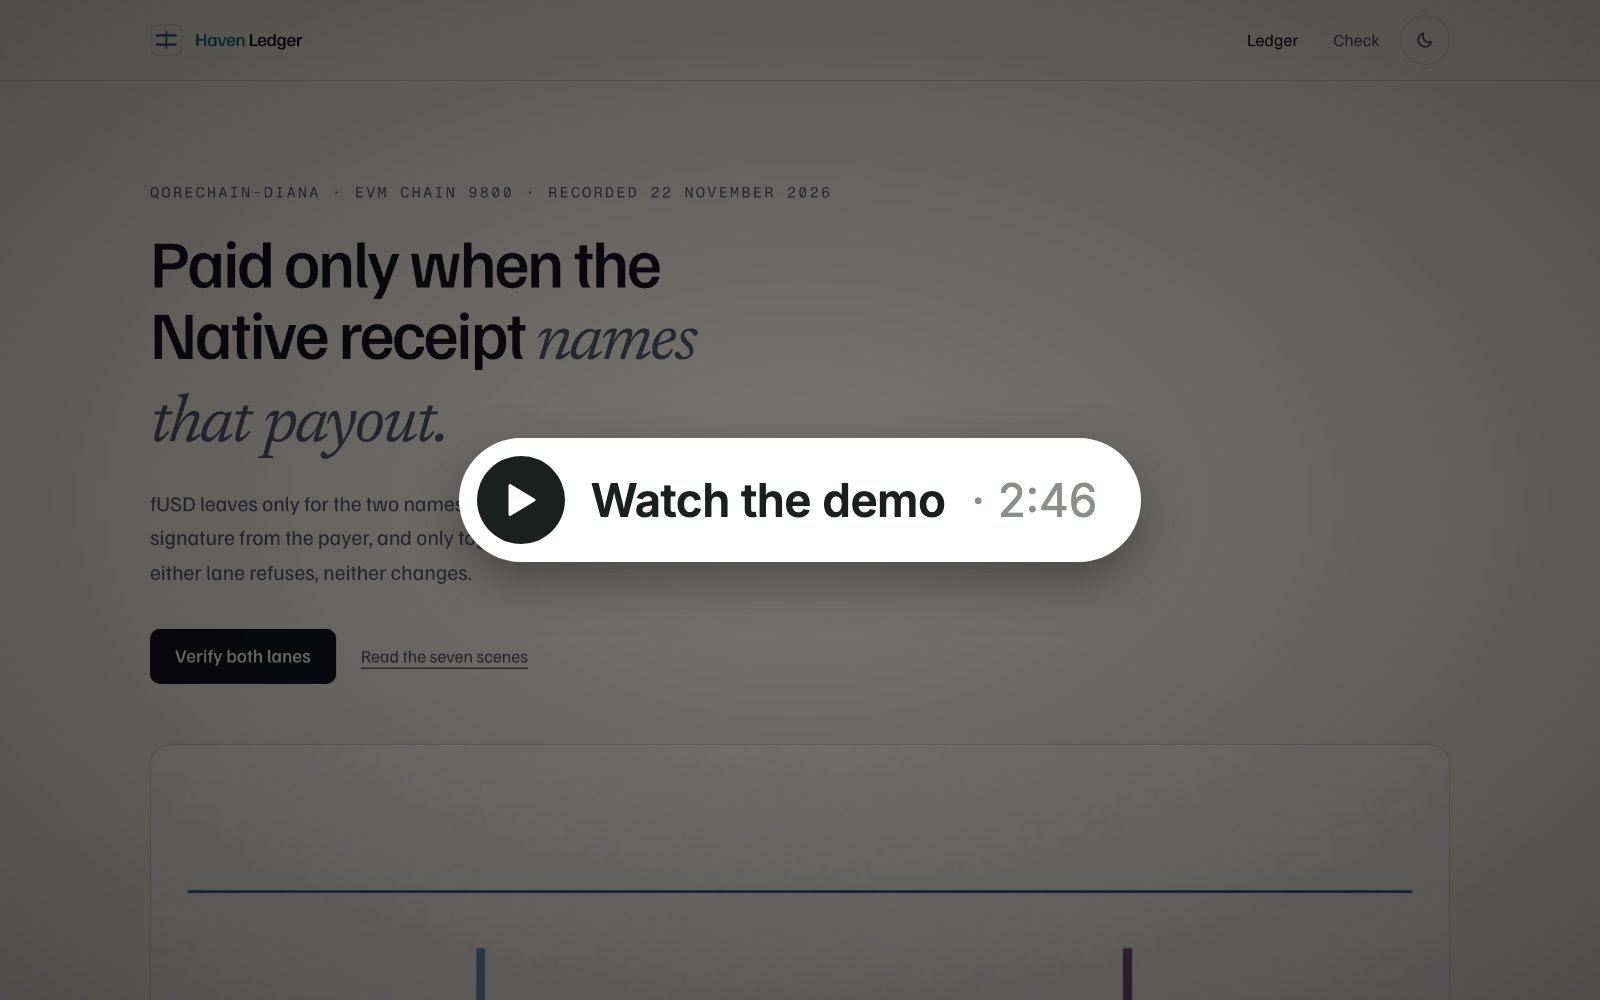 Haven Ledger
Ledger
Check
QORECHAIN-DIANA · EVM CHAIN 9800 · RECORDED 22 NOVEMBER 2026
Paid only when the
Native receipt names
that payout.
fUSD leaves only for the two names
signature from the payer, and only
either lane refuses, neither changes.
Watch the demo · 2:46
Verify both lanes
Read the seven scenes